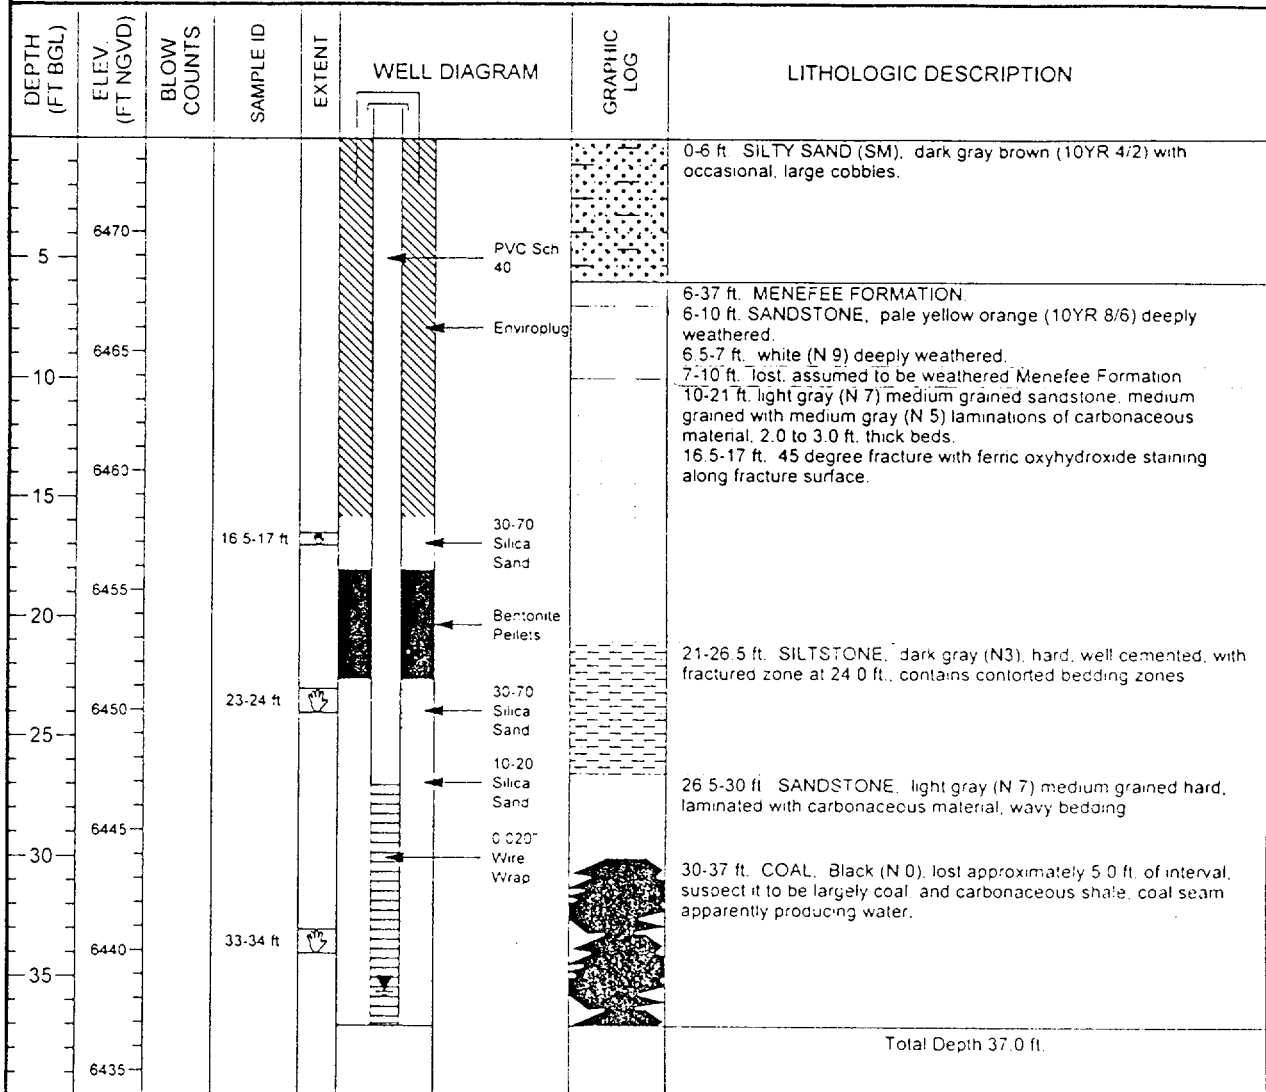 DEPTH
(FT BGL)
ELEV.
(FT NGVD)
BLOW
COUNTS
SAMPLE ID
EXTENT
WELL DIAGRAM
GRAPHIC
LOG
LITHOLOGIC DESCRIPTION
0-6 ft. SILTY SAND (SM), dark gray brown (10YR 4/2) with
occasional, large cobbles.
6470
5
PVC Sch
40
6-37 ft. MENEFEE FORMATION.
6-10 ft. SANDSTONE, pale yellow orange (10YR 8/6) deeply
weathered.
6.5-7 ft. white (N 9) deeply weathered.
7-10 ft. lost, assumed to be weathered Menefee Formation
10-21 ft. light gray (N 7) medium grained sandstone, medium
grained with medium gray (N 5) laminations of carbonaceous
material, 2.0 to 3.0 ft. thick beds.
16.5-17 ft. 45 degree fracture with ferric oxyhydroxide staining
along fracture surface.
Enviroplug
6465
10
6460
15
16.5-17 ft
30-70
Silica
Sand
6455
20
Bentonite
Pellets
21-26.5 ft. SILTSTONE, dark gray (N3), hard, well cemented, with
fractured zone at 24.0 ft., contains contorted bedding zones
23-24 ft
6450
30-70
Silica
Sand
25
10-20
Silica
Sand
26.5-30 ft. SANDSTONE, light gray (N 7) medium grained hard,
laminated with carbonaceous material, wavy bedding
6445
0.020"
Wire
Wrap
30
30-37 ft. COAL, Black (N 0), lost approximately 5.0 ft. of interval,
suspect it to be largely coal, and carbonaceous shale, coal seam
apparently producing water.
33-34 ft
6440
35
Total Depth 37.0 ft.
6435